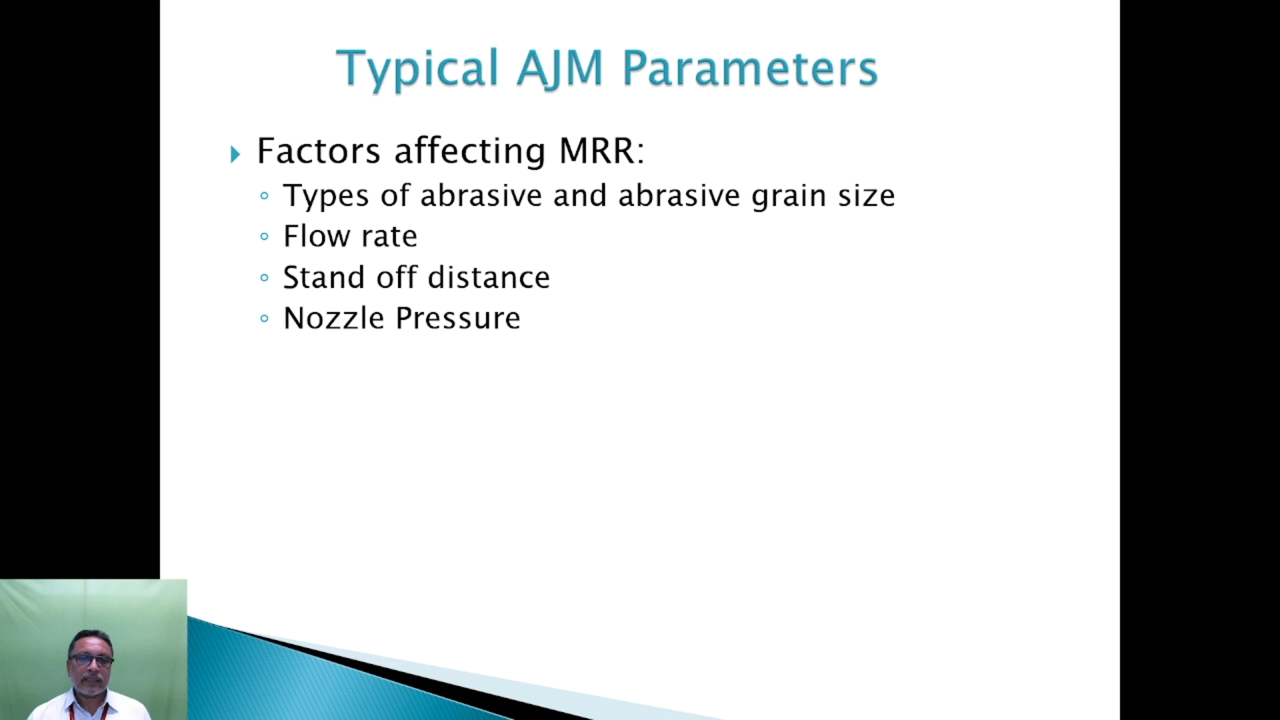 Typical AJM Parameters
Factors affecting MRR:
Types of abrasive and abrasive grain size
Flow rate
Stand off distance
Nozzle Pressure